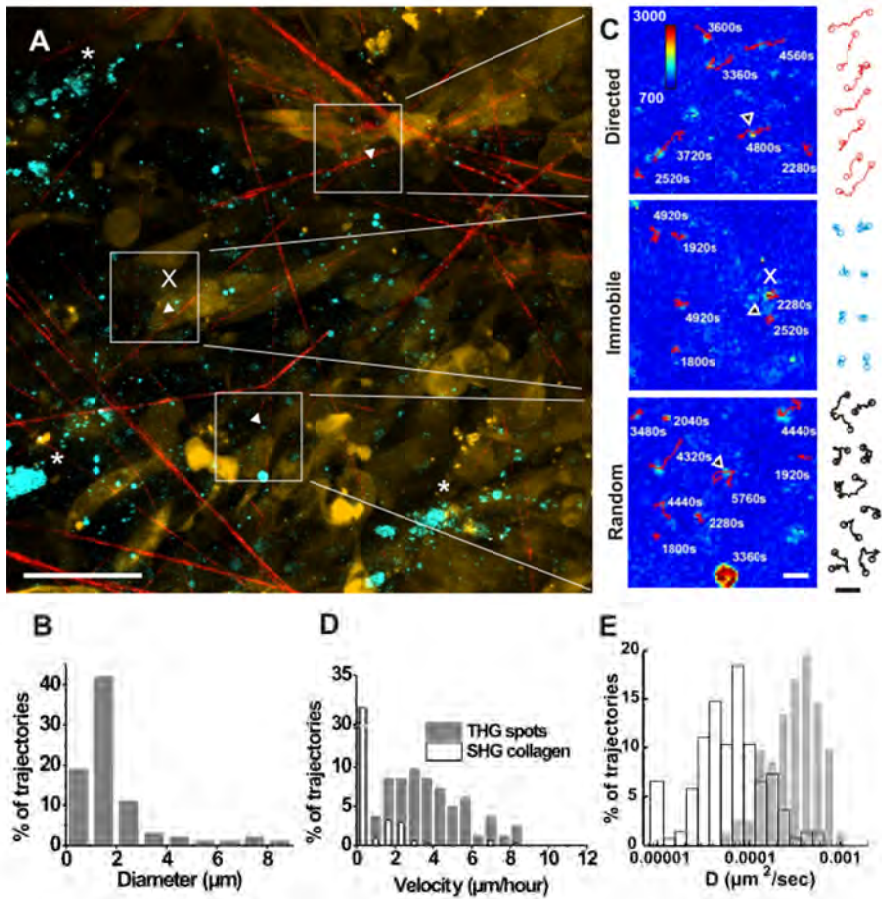 A
*
X
*
*
C
Directed
3000
700
3600s
4560s
3360s
4800s
3720s
2520s
2280s
Immobile
4920s
1920s
X
2280s
4920s
2520s
1800s
Random
2040s
3480s
4440s
4320s
1920s
5760s
4440s
2280s
1800s
3360s
B
% of trajectories
40
30
20
10
0
0 2 4 6 8
Diameter (µm)
D
% of trajectories
35
30
10
5
0
THG spots
SHG collagen
0 2 4 6 8 10 12
Velocity (µm/hour)
E
% of trajectories
20
15
10
5
0
0.00001 0.0001 0.001
D (µm²/sec)